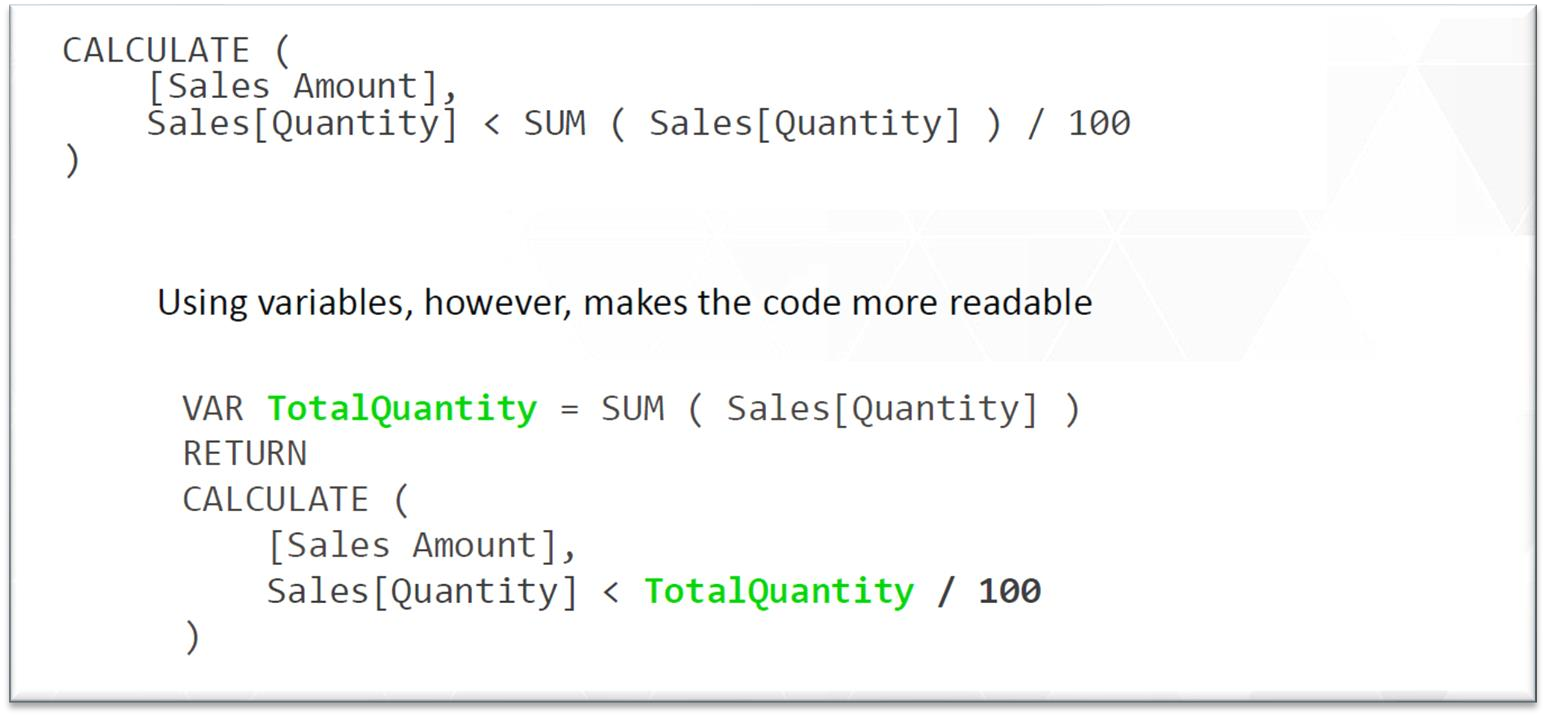 CALCULATE (
    [Sales Amount],
    Sales[Quantity] < SUM ( Sales[Quantity] ) / 100
)
Using variables, however, makes the code more readable
VAR TotalQuantity = SUM ( Sales[Quantity] )
RETURN
CALCULATE (
    [Sales Amount],
    Sales[Quantity] < TotalQuantity / 100
)